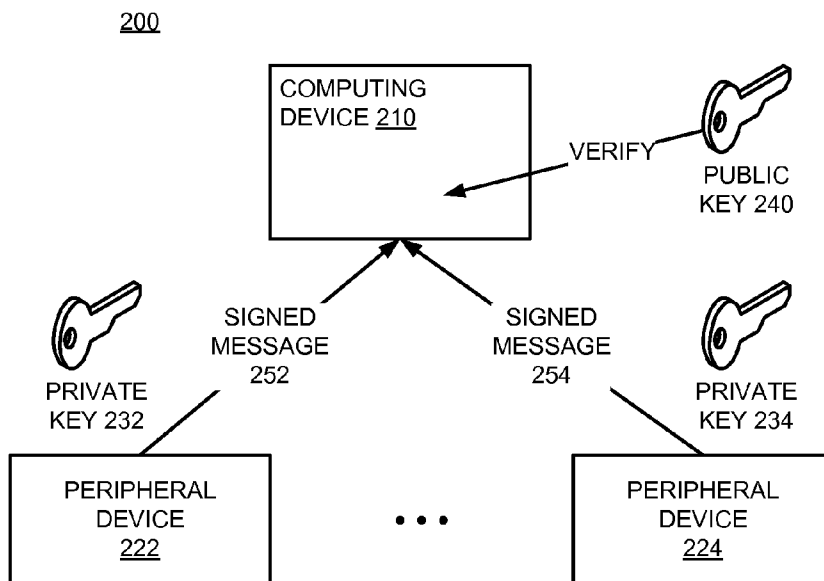 200
COMPUTING
DEVICE 210
VERIFY
PUBLIC
KEY 240
SIGNED
MESSAGE
252
SIGNED
MESSAGE
254
PRIVATE
KEY 232
PRIVATE
KEY 234
PERIPHERAL
DEVICE
222
• • •
PERIPHERAL
DEVICE
224